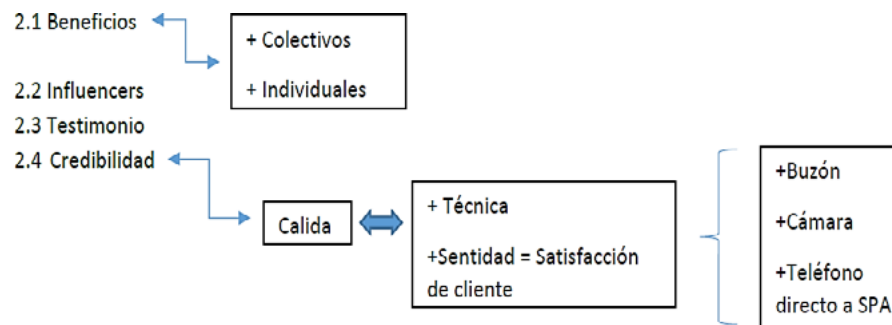 2.1 Beneficios
+ Colectivos
+ Individuales
2.2 Influencers
2.3 Testimonio
2.4 Credibilidad
Calida
+ Técnica
+Sentidad = Satisfacción
de cliente
+Buzón
+Cámara
+Teléfono
directo a SPA